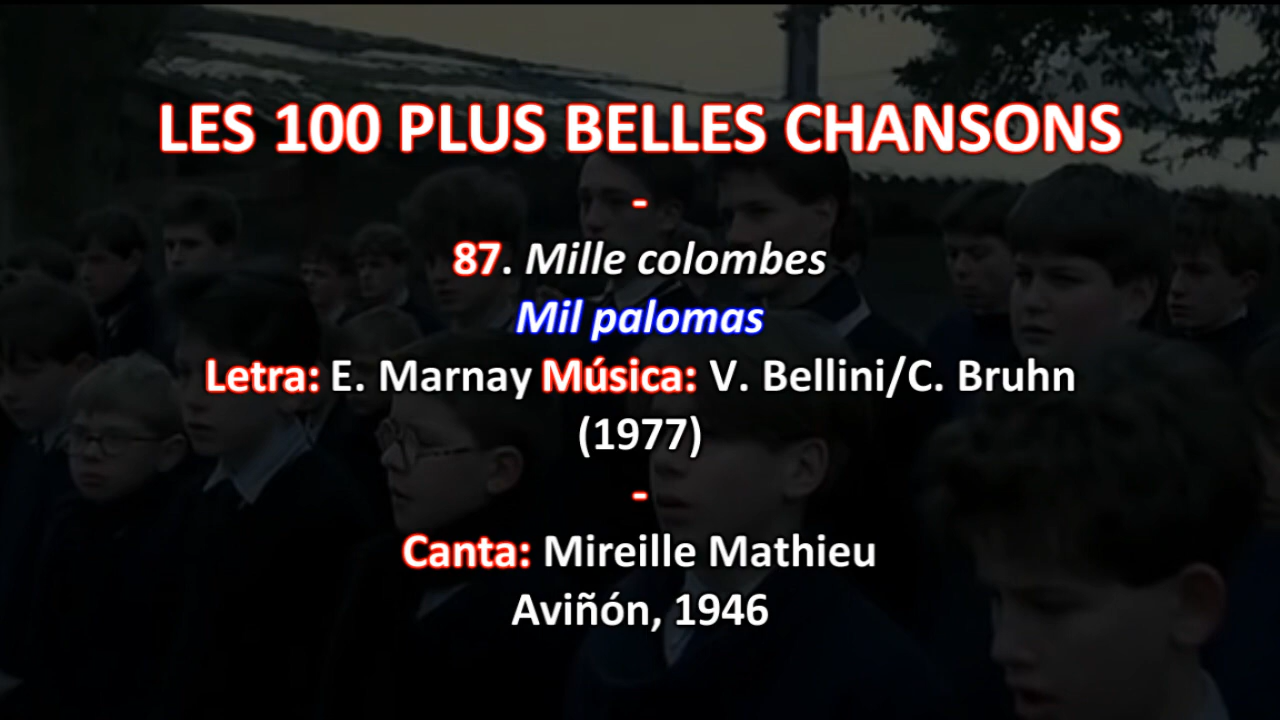 LES 100 PLUS BELLES CHANSONS
-
87. Mille colombes
Mil palomas
Letra: E. Marnay Música: V. Bellini/C. Bruhn
(1977)
-
Canta: Mireille Mathieu
Aviñón, 1946